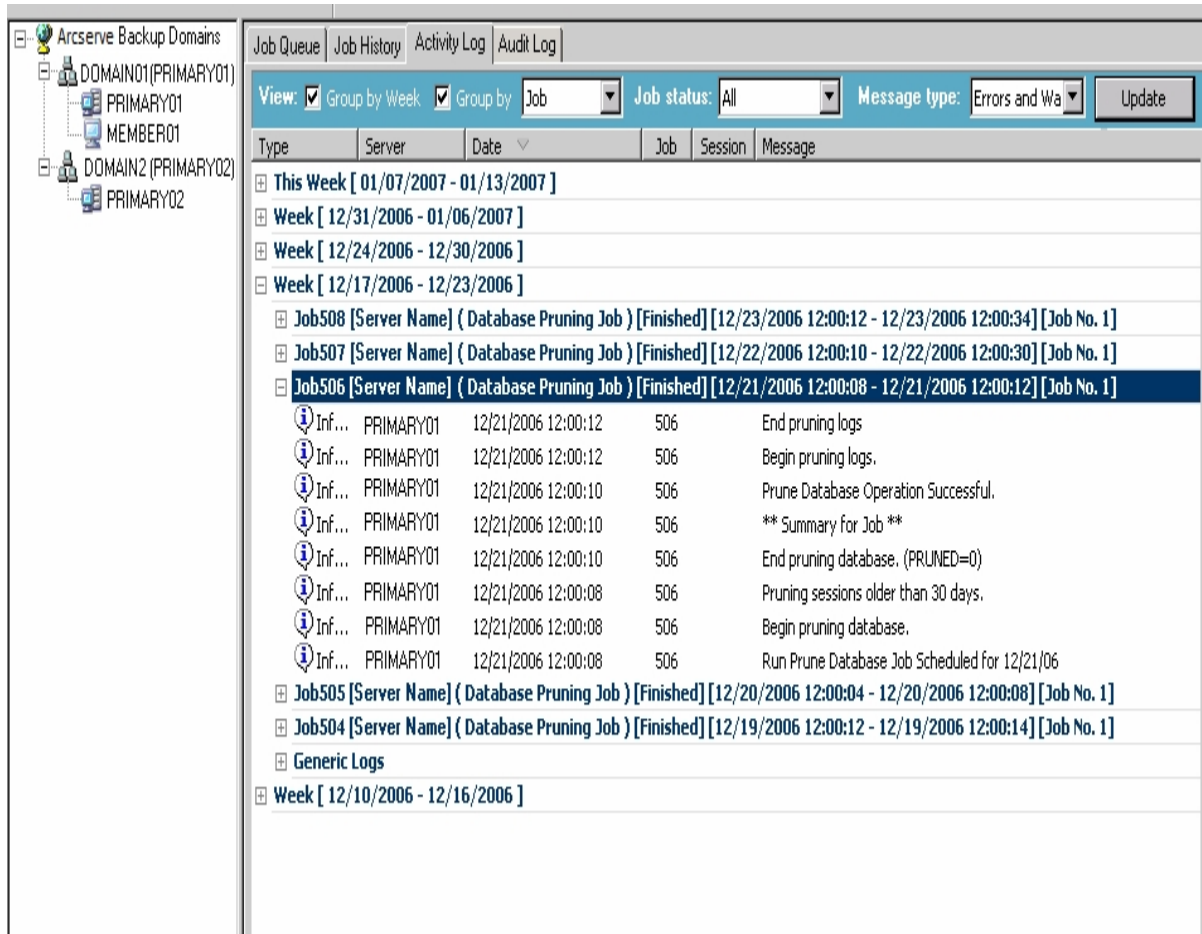 Arcserve Backup Domains
DOMAIN01(PRIMARY01)
PRIMARY01
MEMBER01
DOMAIN2 (PRIMARY02)
PRIMARY02
Job Queue Job History Activity Log Audit Log
View: Group by Week Group by Job Job status: All Message type: Errors and Wa Update
Type Server Date Job Session Message
This Week [ 01/07/2007 - 01/13/2007 ]
Week [ 12/31/2006 - 01/06/2007 ]
Week [ 12/24/2006 - 12/30/2006 ]
Week [ 12/17/2006 - 12/23/2006 ]
Job508 [Server Name] ( Database Pruning Job ) [Finished] [12/23/2006 12:00:12 - 12/23/2006 12:00:34] [Job No. 1]
Job507 [Server Name] ( Database Pruning Job ) [Finished] [12/22/2006 12:00:10 - 12/22/2006 12:00:30] [Job No. 1]
Job506 [Server Name] ( Database Pruning Job ) [Finished] [12/21/2006 12:00:08 - 12/21/2006 12:00:12] [Job No. 1]
Inf... PRIMARY01 12/21/2006 12:00:12 506 End pruning logs
Inf... PRIMARY01 12/21/2006 12:00:12 506 Begin pruning logs.
Inf... PRIMARY01 12/21/2006 12:00:10 506 Prune Database Operation Successful.
Inf... PRIMARY01 12/21/2006 12:00:10 506 ** Summary for Job **
Inf... PRIMARY01 12/21/2006 12:00:10 506 End pruning database. (PRUNED=0)
Inf... PRIMARY01 12/21/2006 12:00:08 506 Pruning sessions older than 30 days.
Inf... PRIMARY01 12/21/2006 12:00:08 506 Begin pruning database.
Inf... PRIMARY01 12/21/2006 12:00:08 506 Run Prune Database Job Scheduled for 12/21/06
Job505 [Server Name] ( Database Pruning Job ) [Finished] [12/20/2006 12:00:04 - 12/20/2006 12:00:08] [Job No. 1]
Job504 [Server Name] ( Database Pruning Job ) [Finished] [12/19/2006 12:00:12 - 12/19/2006 12:00:14] [Job No. 1]
Generic Logs
Week [ 12/10/2006 - 12/16/2006 ]